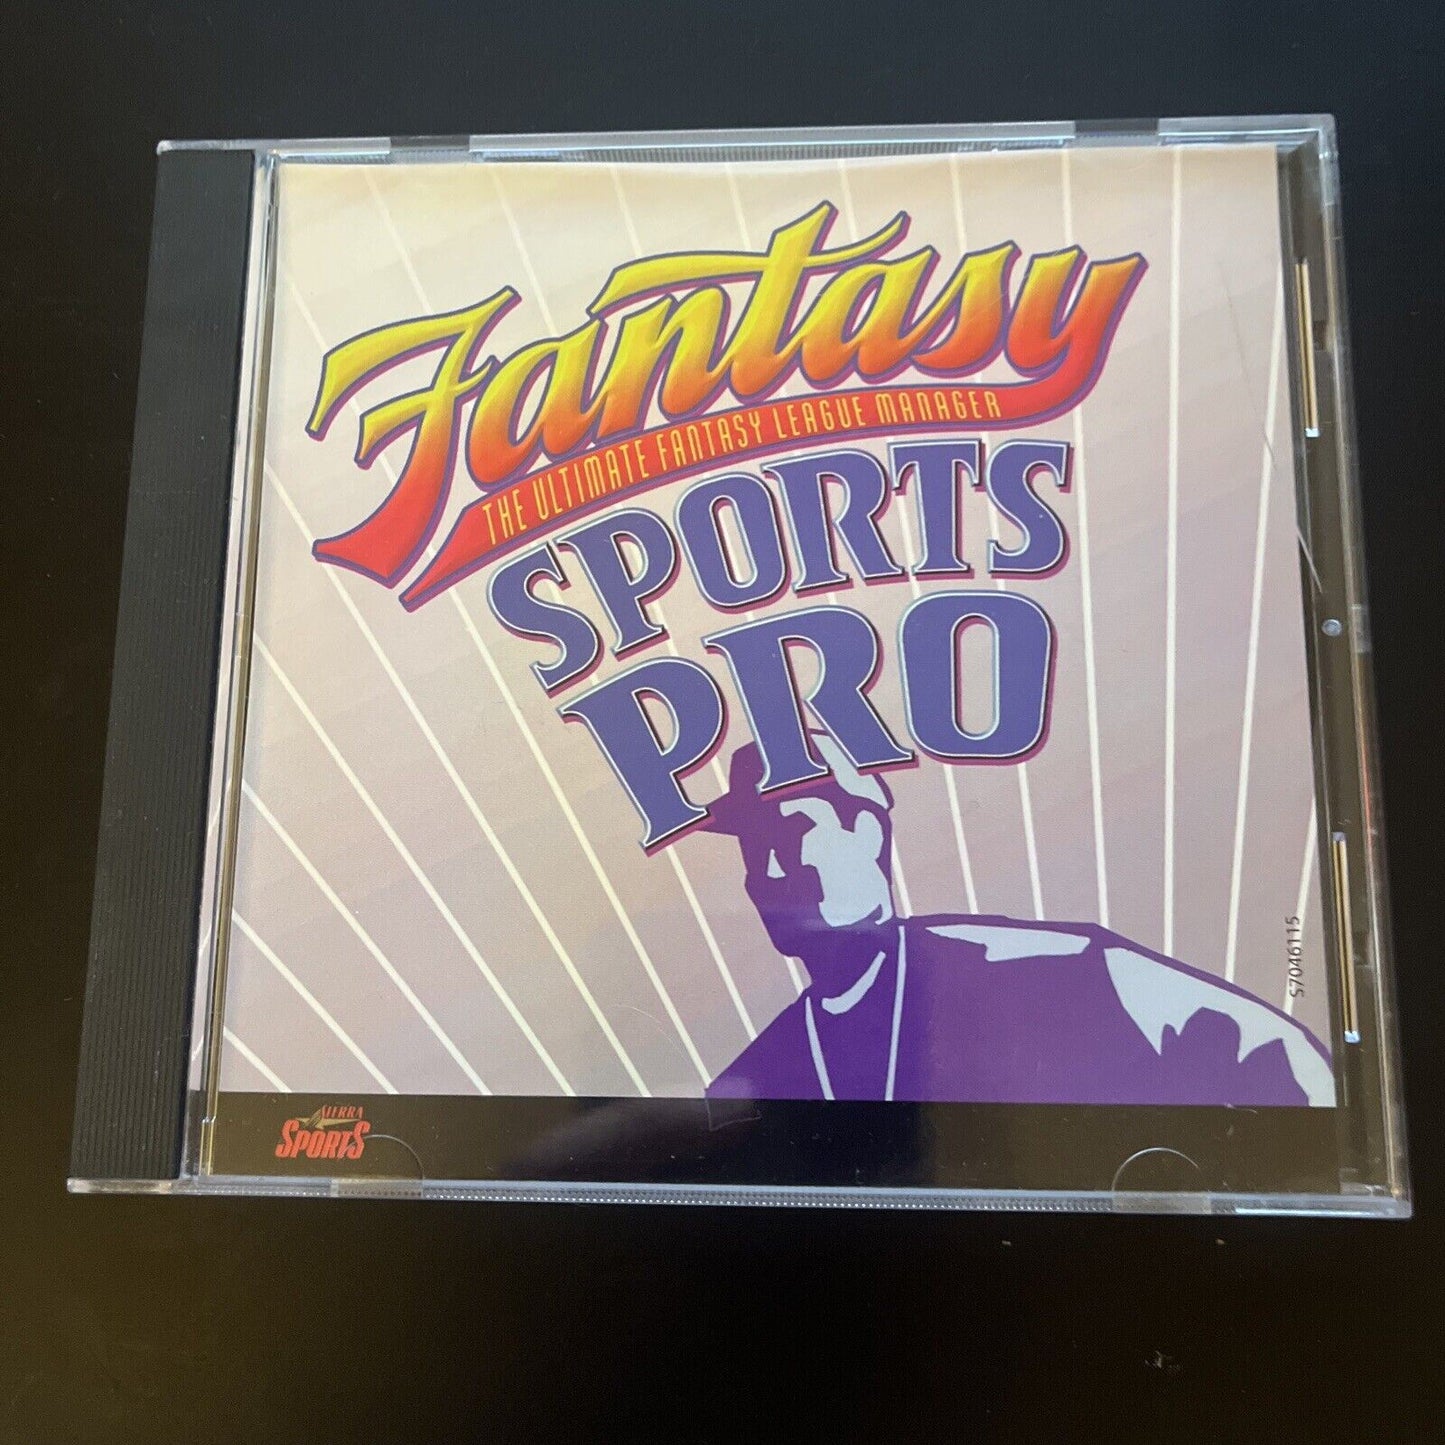 Fantasy
THE ULTIMATE FANTASY LEAGUE MANAGER
SPORTS
PRO
S7046115
SIERRA
SPORTS